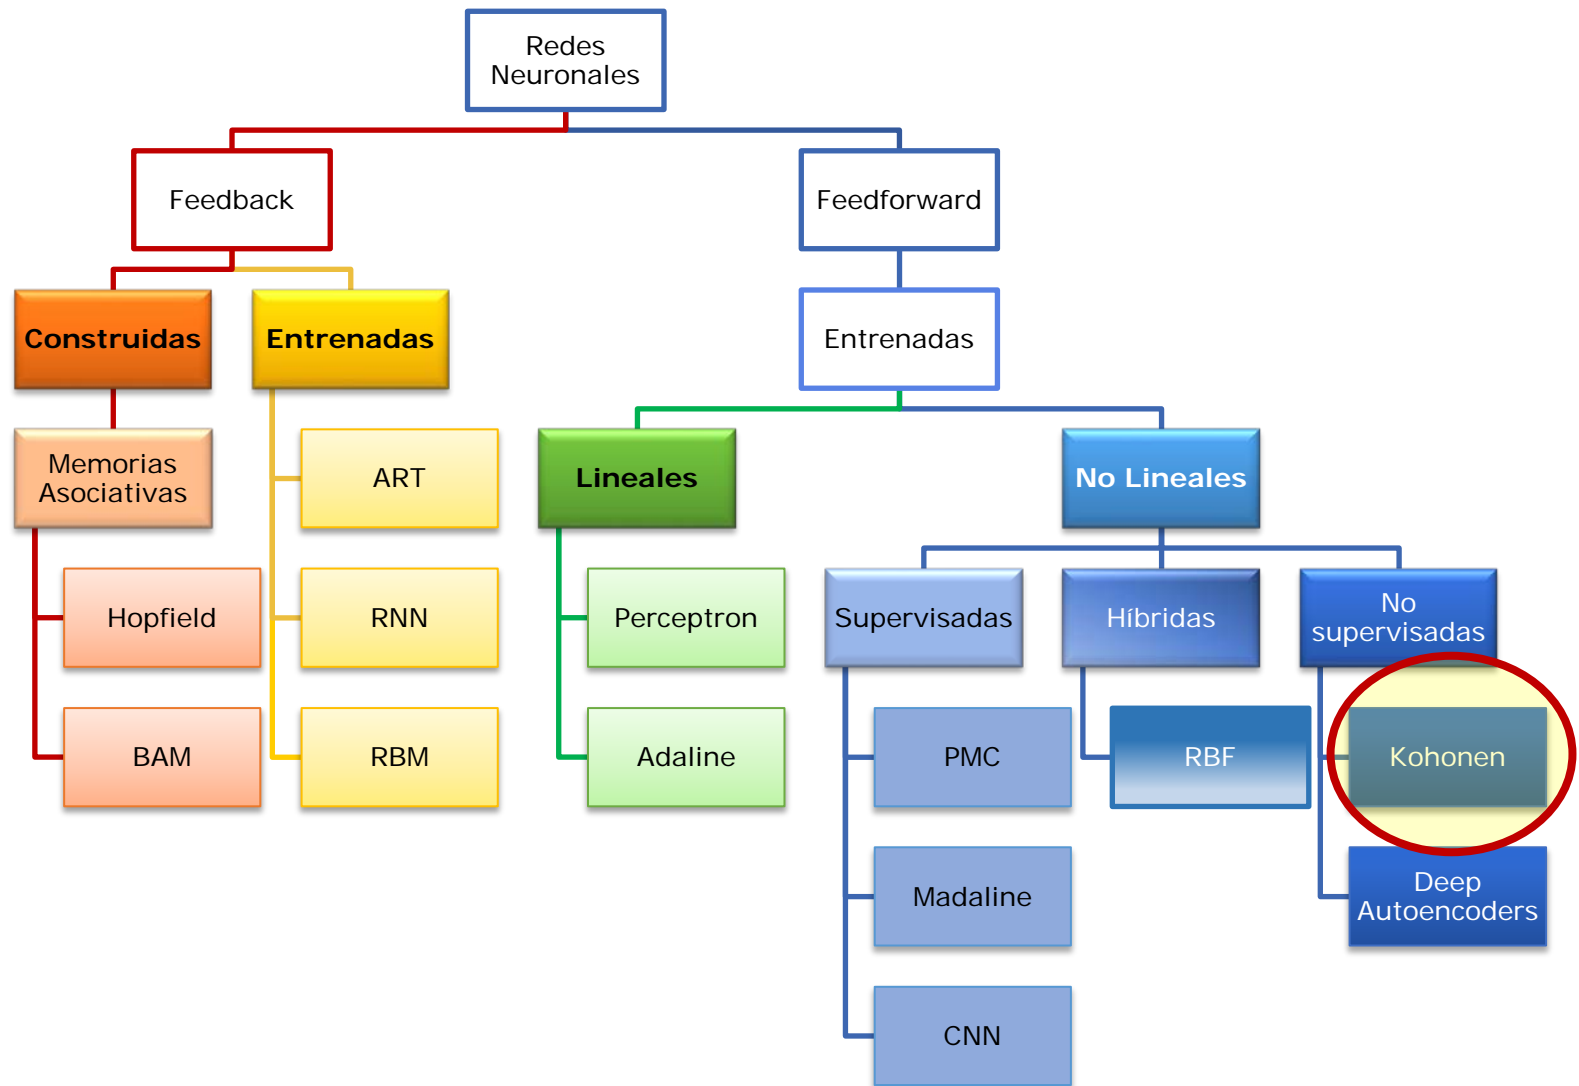 Redes
Neuronales
Feedback
Feedforward
Construidas
Entrenadas
Entrenadas
Memorias
Asociativas
ART
Lineales
No Lineales
Hopfield
RNN
Perceptron
Supervisadas
Híbridas
No
supervisadas
BAM
RBM
Adaline
PMC
RBF
Kohonen
Madaline
Deep
Autoencoders
CNN